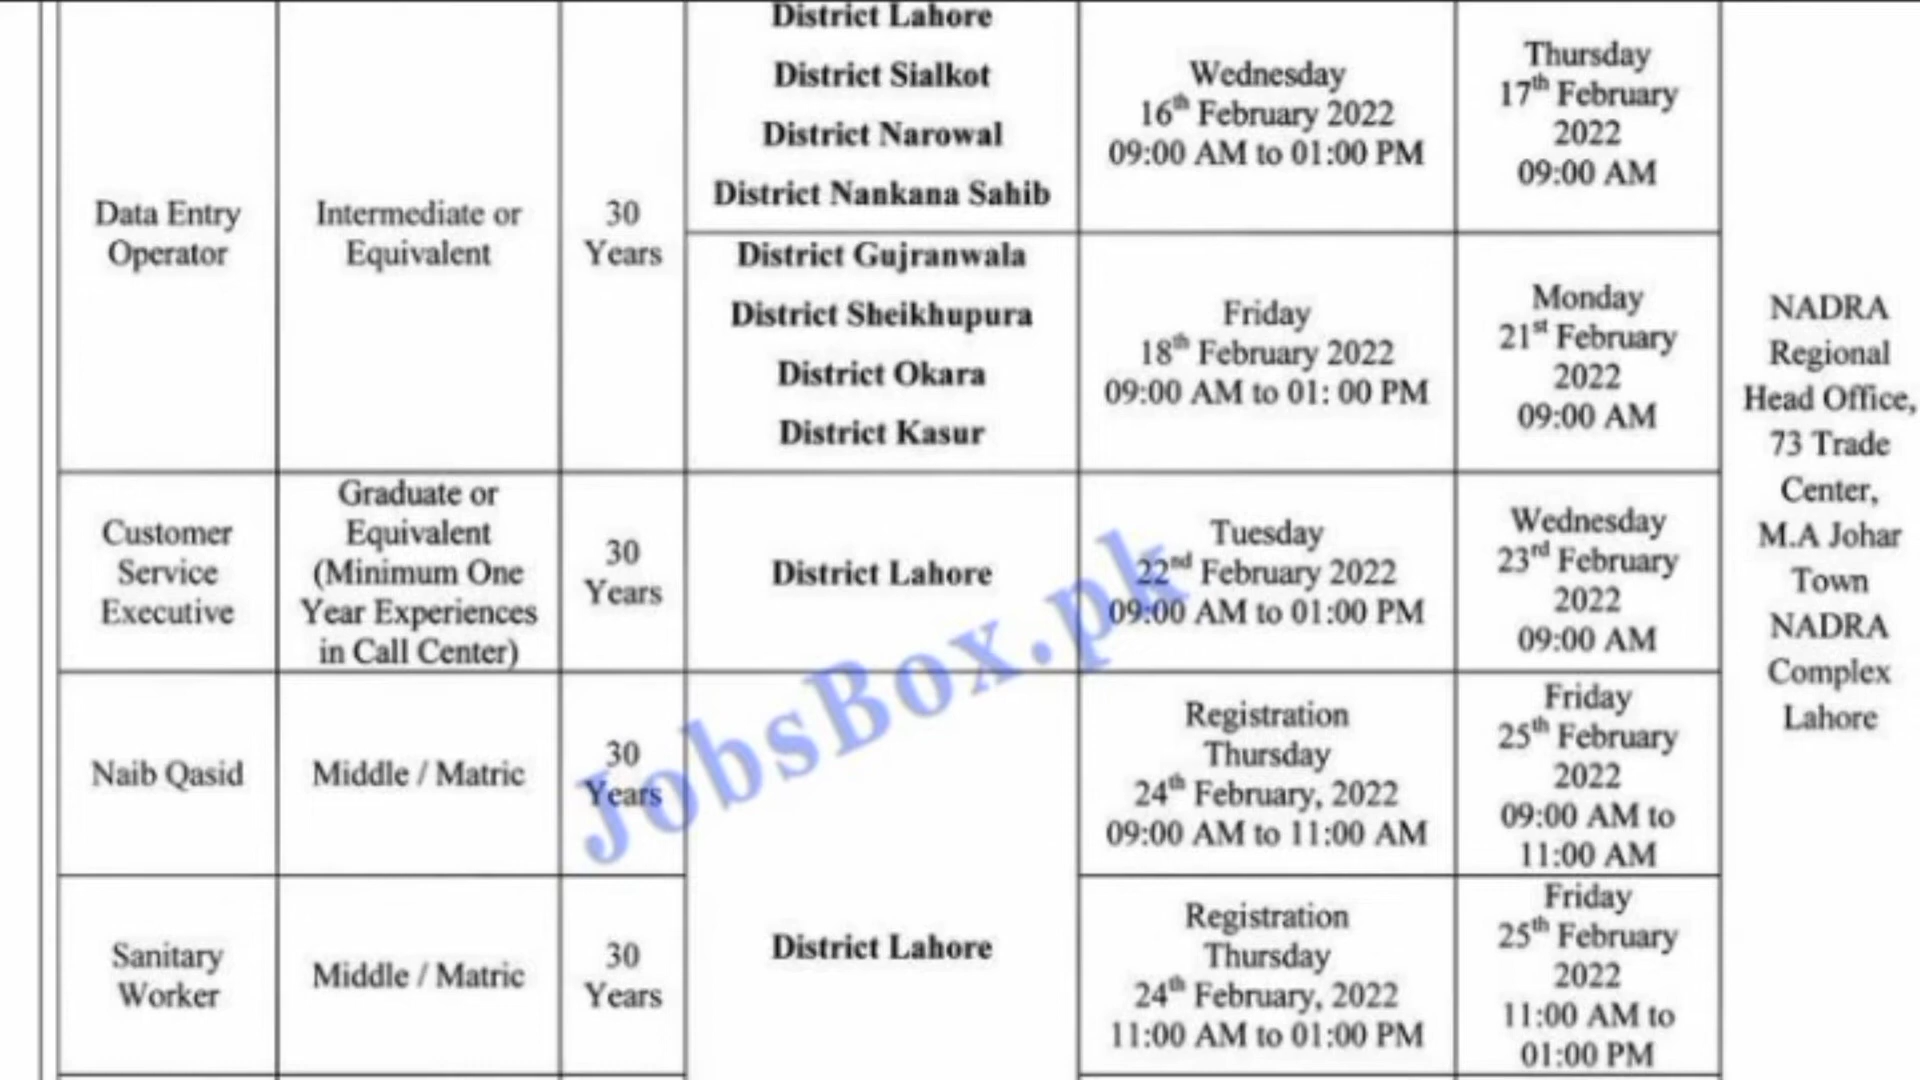 Data Entry
Operator
Intermediate or
Equivalent
30
Years
District Lahore
District Sialkot
District Narowal
District Nankana Sahib
Wednesday
16th February 2022
09:00 AM to 01:00 PM
Thursday
17th February
2022
09:00 AM
District Gujranwala
District Sheikhupura
District Okara
District Kasur
Friday
18th February 2022
09:00 AM to 01: 00 PM
Monday
21st February
2022
09:00 AM
Customer
Service
Executive
Graduate or
Equivalent
(Minimum One
Year Experiences
in Call Center)
30
Years
District Lahore
Tuesday
22nd February 2022
09:00 AM to 01:00 PM
Wednesday
23rd February
2022
09:00 AM
Naib Qasid
Middle / Matric
30
Years
Registration
Thursday
24th February, 2022
09:00 AM to 11:00 AM
Friday
25th February
2022
09:00 AM to
11:00 AM
Sanitary
Worker
Middle / Matric
30
Years
District Lahore
Registration
Thursday
24th February, 2022
11:00 AM to 01:00 PM
Friday
25th February
2022
11:00 AM to
01:00 PM
NADRA
Regional
Head Office,
73 Trade
Center,
M.A Johar
Town
NADRA
Complex
Lahore
JobsBox.pk